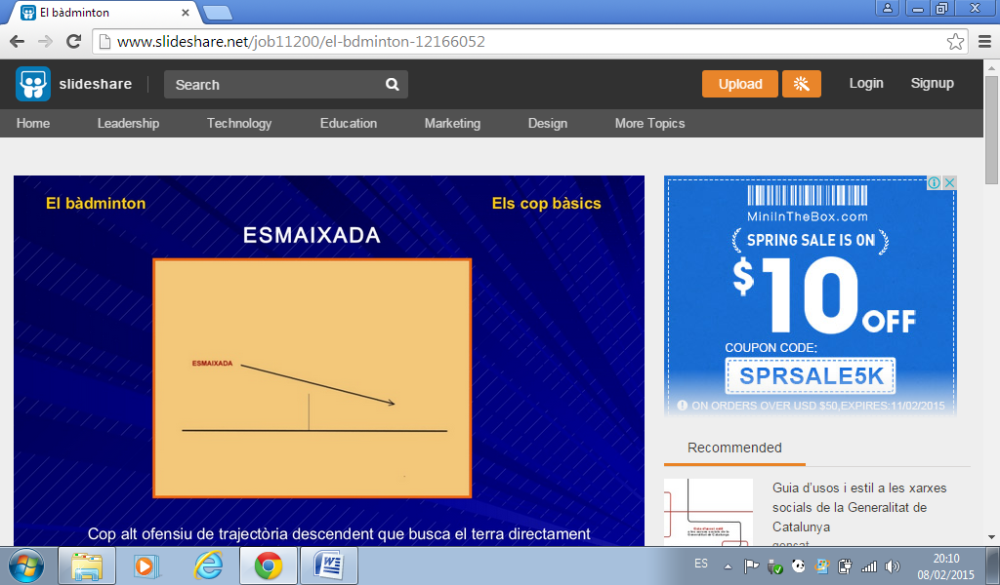 El bàdminton
www.slideshare.net/job11200/el-bdminton-12166052
slideshare
Search
Upload
Login
Signup
Home
Leadership
Technology
Education
Marketing
Design
More Topics
El bàdminton
Els cop bàsics
ESMAIXADA
ESMAIXADA
Cop alt ofensiu de trajectòria descendent que busca el terra directament
MiniInTheBox.com
SPRING SALE IS ON
$10 OFF
COUPON CODE:
SPRSALE5K
ON ORDERS OVER USD $50,EXPIRES:11/02/2015
Recommended
Guia d'usos i estil a les xarxes
socials de la Generalitat de
Catalunya
gencat
ES
20:10
08/02/2015